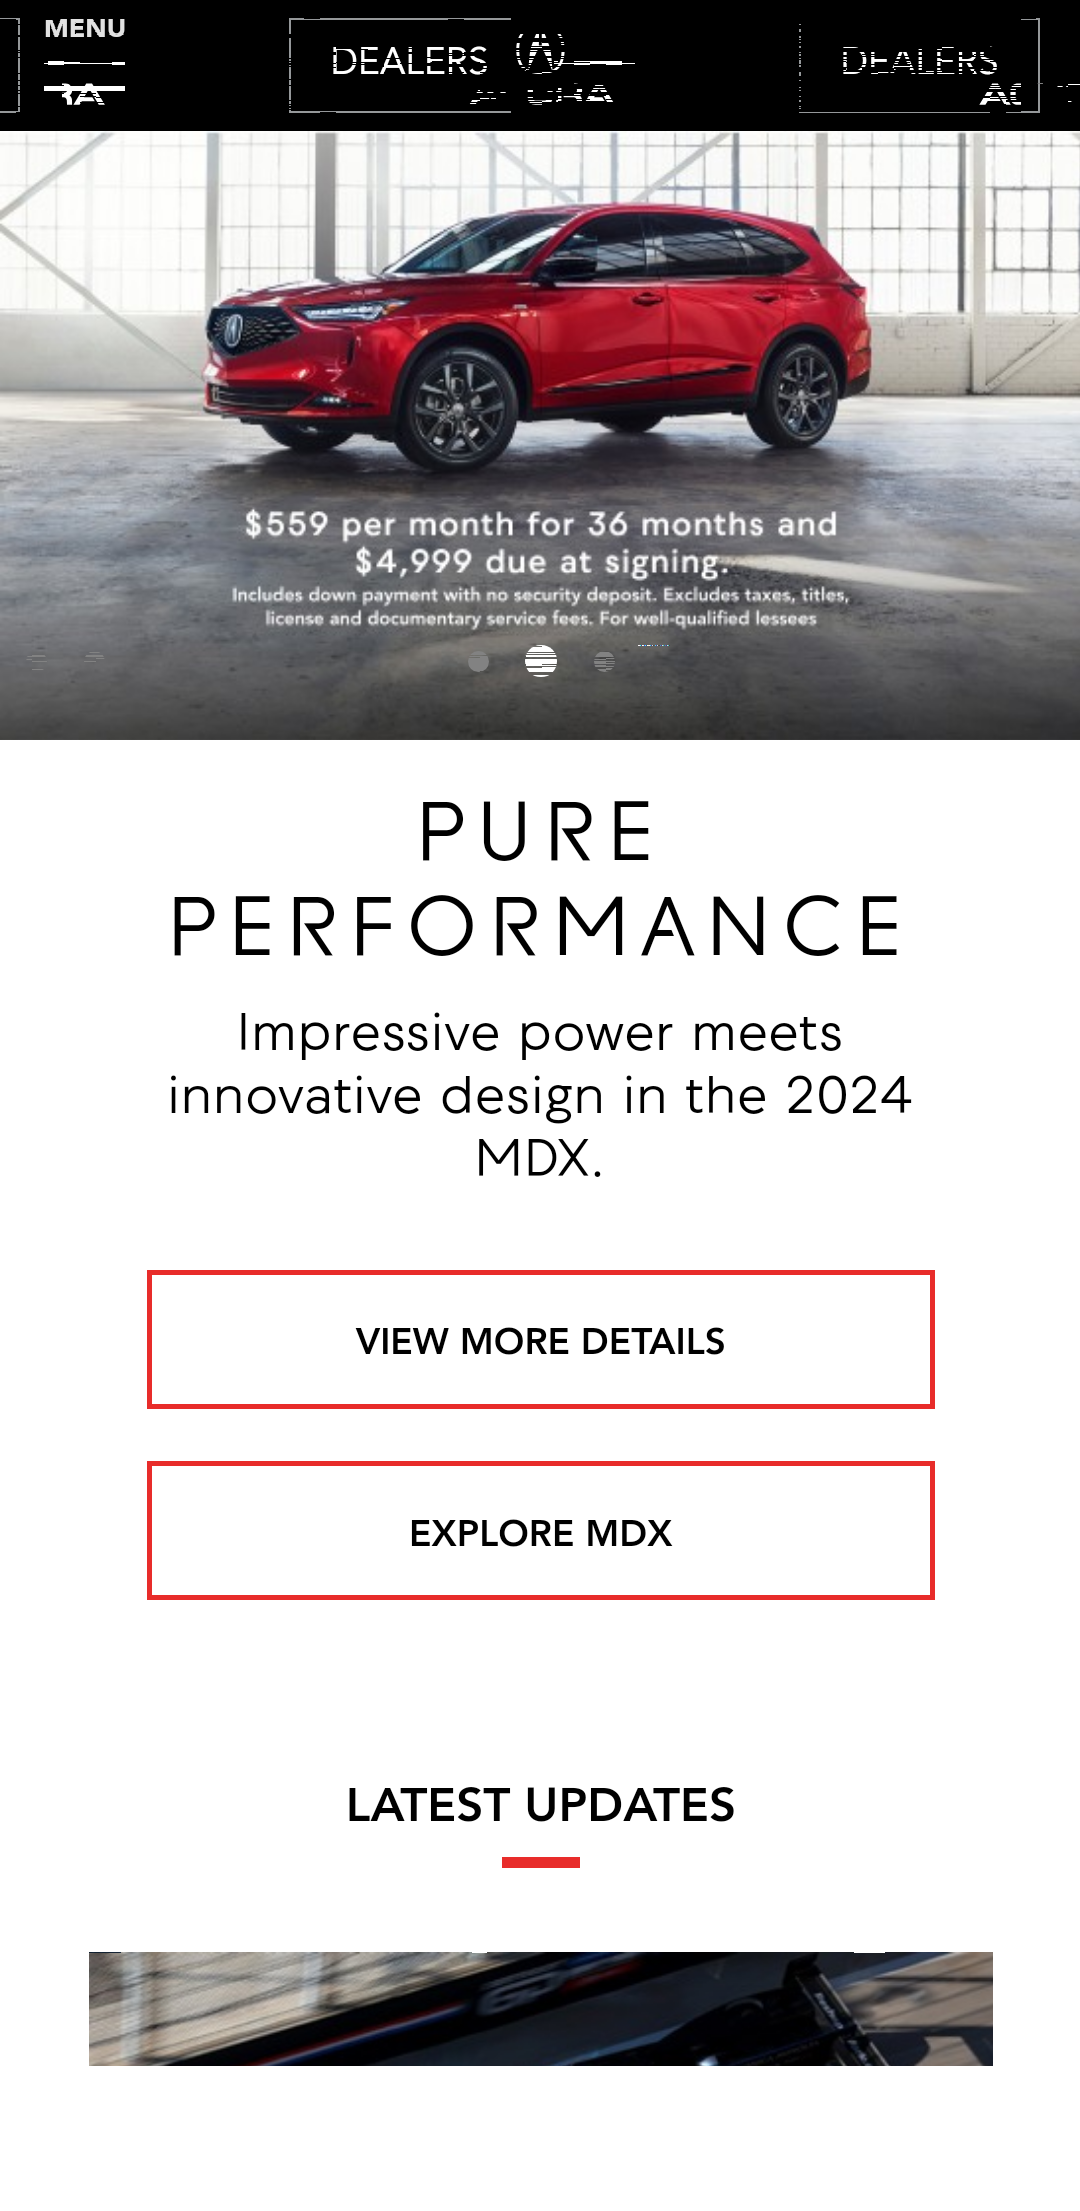 MENU
DEALERS
DEALERS
$559 per month for 36 months and
$4,999 due at signing.
Includes down payment with no security deposit. Excludes taxes, titles,
license and documentary service fees. For well-qualified lessees
PURE
PERFORMANCE
Impressive power meets
innovative design in the 2024
MDX.
VIEW MORE DETAILS
EXPLORE MDX
LATEST UPDATES